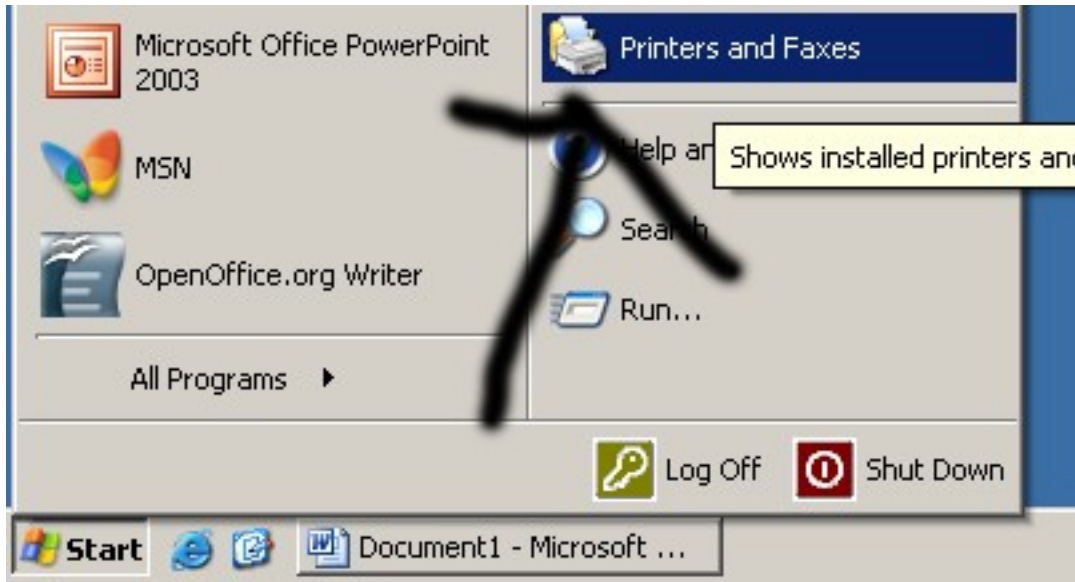 Microsoft Office PowerPoint
2003
MSN
OpenOffice.org Writer
All Programs
Printers and Faxes
Help
Shows installed printers
Search
Run...
Log Off
Shut Down
Start
Document1 - Microsoft ...